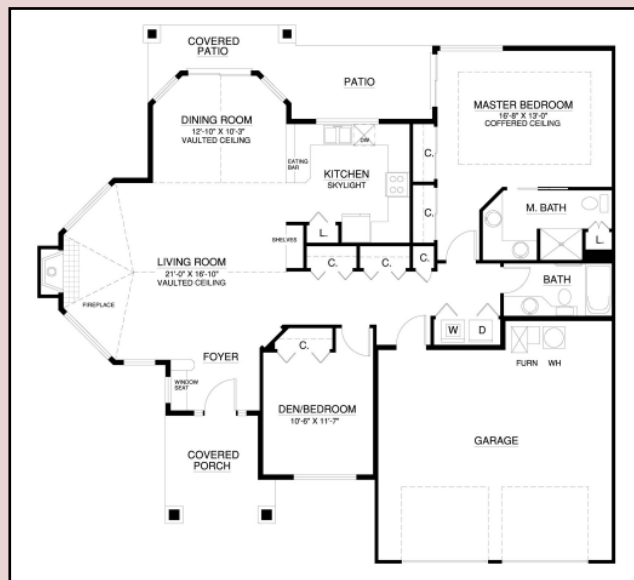 COVERED
PATIO
PATIO
MASTER BEDROOM
16'-8" X 13'-0"
COFFERED CEILING
DINING ROOM
12'-10" X 10'-3"
VAULTED CEILING
EATING
BAR
DW
KITCHEN
SKYLIGHT
C.
C.
M. BATH
L.
L.
SHELVES
LIVING ROOM
21'-0" X 16'-10"
VAULTED CEILING
C.
C.
C.
BATH
FIREPLACE
W
D
FOYER
C.
FURN
WH
WINDOW
SEAT
DEN/BEDROOM
10'-6" X 11'-7"
GARAGE
COVERED
PORCH